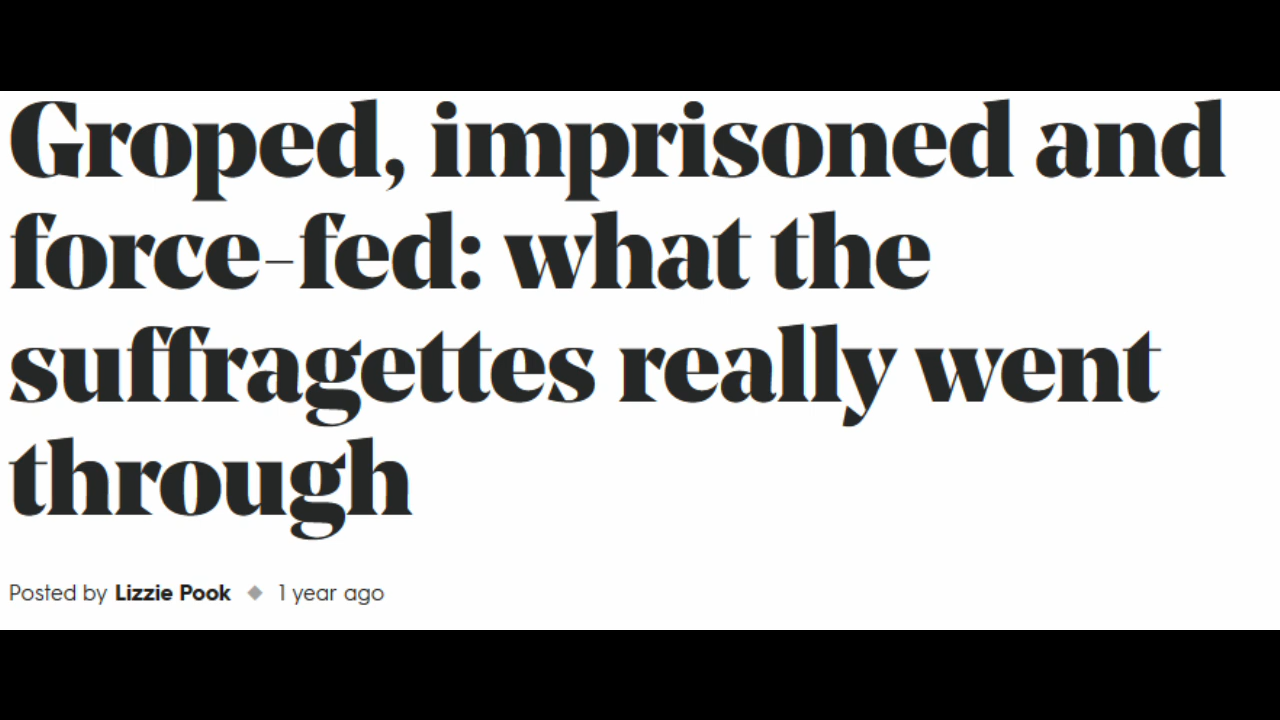 Groped, imprisoned and
force-fed: what the
suffragettes really went
through
Posted by Lizzie Pook ◆ 1 year ago